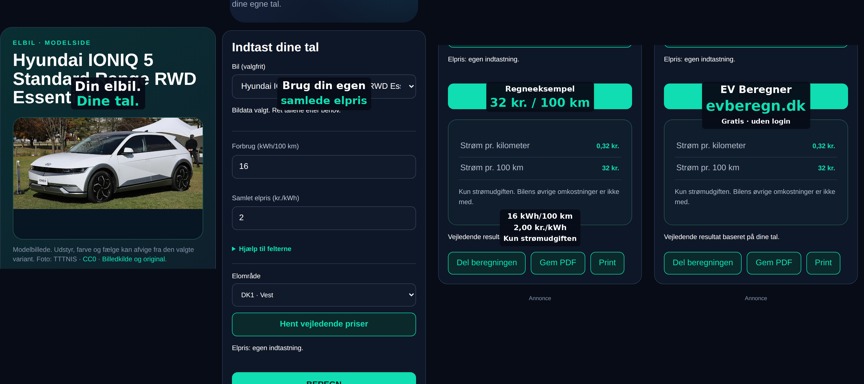 ELBIL · MODELSIDE
Hyundai IONIQ 5
Standard Range RWD
Essent
Din elbil.
Dine tal.
Modelbillede. Udstyr, farve og fælge kan afvige fra den valgte
variant. Foto: TTTNIS · CC0 · Billedkilde og original.
dine egne tal.
Indtast dine tal
Bil (valgfrit)
Hyundai I
RWD Es
Brug din egen
samlede elpris
Bildata valgt. Ret tallene efter behov.
Forbrug (kWh/100 km)
16
Samlet elpris (kr./kWh)
2
▸ Hjælp til felterne
Elområde
DK1 · Vest
Hent vejledende priser
Elpris: egen indtastning.
BEREGN
Elpris: egen indtastning.
Regneeksempel
32 kr. / 100 km
Strøm pr. kilometer 0,32 kr.
Strøm pr. 100 km 32 kr.
Kun strømudgiften. Bilens øvrige omkostninger er ikke
med.
16 kWh/100 km
2,00 kr./kWh
Kun strømudgiften
Vejledende result
å dine tal.
Del beregningen Gem PDF Print
Annonce
Elpris: egen indtastning.
EV Beregner
evberegn.dk
Gratis · uden login
Strøm pr. kilometer 0,32 kr.
Strøm pr. 100 km 32 kr.
Kun strømudgiften. Bilens øvrige omkostninger er ikke
med.
Vejledende resultat baseret på dine tal.
Del beregningen Gem PDF Print
Annonce